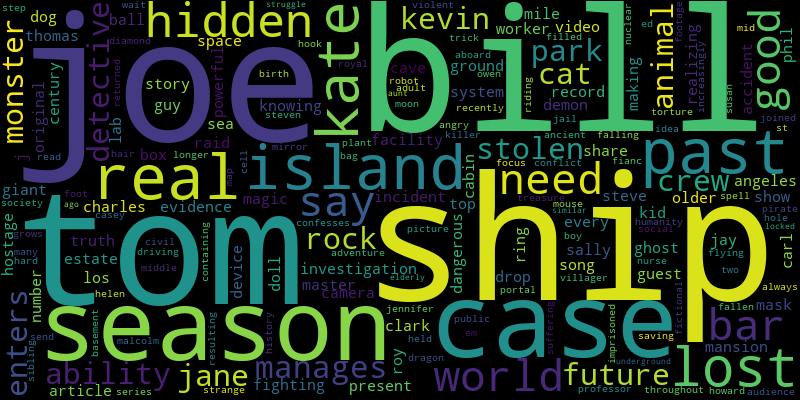 step dog mile worker video nuclear footage mid
wait ball hidden kate kevin bill ed animal good phil
thomas space hook park realizing increasingly
monster detective joe diamond royal trick aboard owen cat making susan accident
century story birth powerful cave ground riding
original guy steven robot system record demon torture joined
lab sea knowing aunt moon recently angry jail ancient falling idea st
j read hair box raid mirror plant facility killer stolen share past
longer bag cell island cabin focus conflict fianc
giant real map treasure need crew angeles
society foot magic say incident top similar mouse steve older spell show
ago charles evidence confesses dangerous every kid humanity pirate hole
hostage casey rock picture ring boy sally social jay locked
grows truth civil containing adventure song ghost flying carl
many driving device doll investigation drop villager nurse guest two
hard estate tom middle master elderly portal ship
los camera always
enters number helen season history jennifer public case imprisoned fictional fallen mask
send basement resulting clark held em suffering saving bar
sibling malcolm roy dragon underground mansion
ability jane manages world future lost
article series strange fighting present professor throughout howard audience
struggle violent